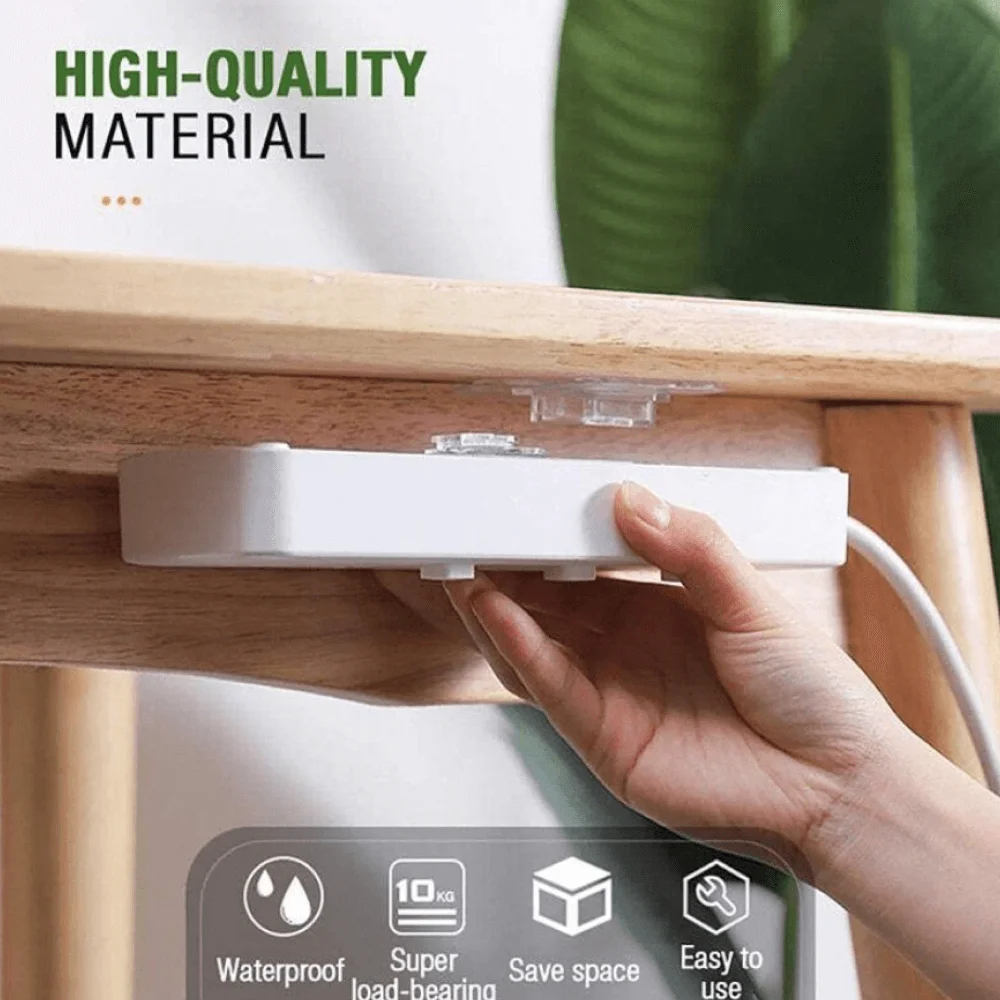 HIGH-QUALITY
MATERIAL
10KG
Waterproof
Super
load-bearing
Save space
Easy to
use